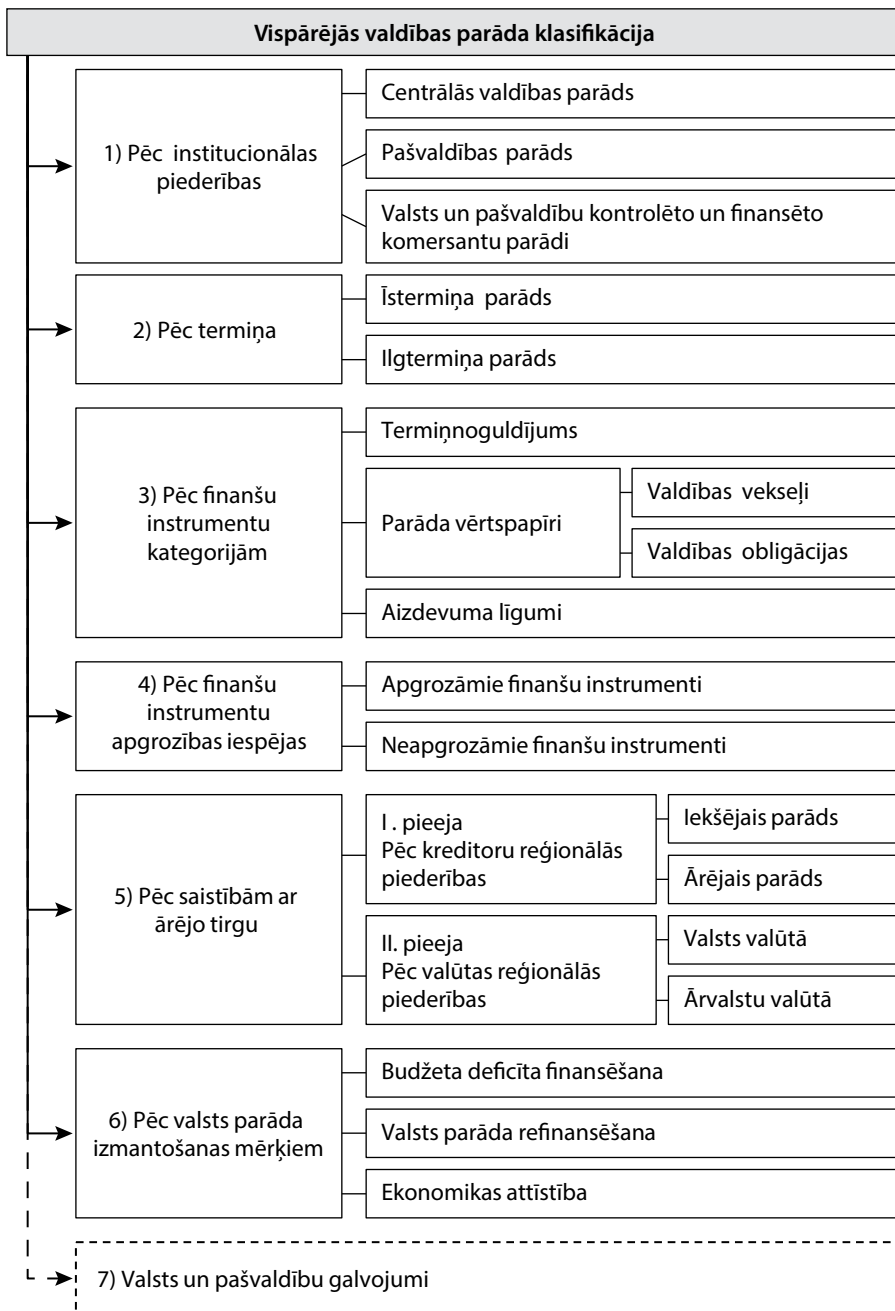 Vispārējās valdības parāda klasifikācija
1) Pēc institucionālas
piederības
Centrālās valdības parāds
Pašvaldības parāds
Valsts un pašvaldību kontrolēto un finansēto
komersantu parādi
2) Pēc termiņa
Īstermiņa parāds
Ilgtermiņa parāds
3) Pēc finanšu
instrumentu
kategorijām
Termiņnoguldījums
Parāda vērtspapīri
Valdības vekseļi
Valdības obligācijas
Aizdevuma līgumi
4) Pēc finanšu
instrumentu
apgrozības iespējas
Apgrozāmie finanšu instrumenti
Neapgrozāmie finanšu instrumenti
5) Pēc saistībām ar
ārējo tirgu
I . pieeja
Pēc kreditoru reģionālās
piederības
Iekšējais parāds
Ārējais parāds
II. pieeja
Pēc valūtas reģionālās
piederības
Valsts valūtā
Ārvalstu valūtā
6) Pēc valsts parāda
izmantošanas mērķiem
Budžeta deficīta finansēšana
Valsts parāda refinansēšana
Ekonomikas attīstība
7) Valsts un pašvaldību galvojumi